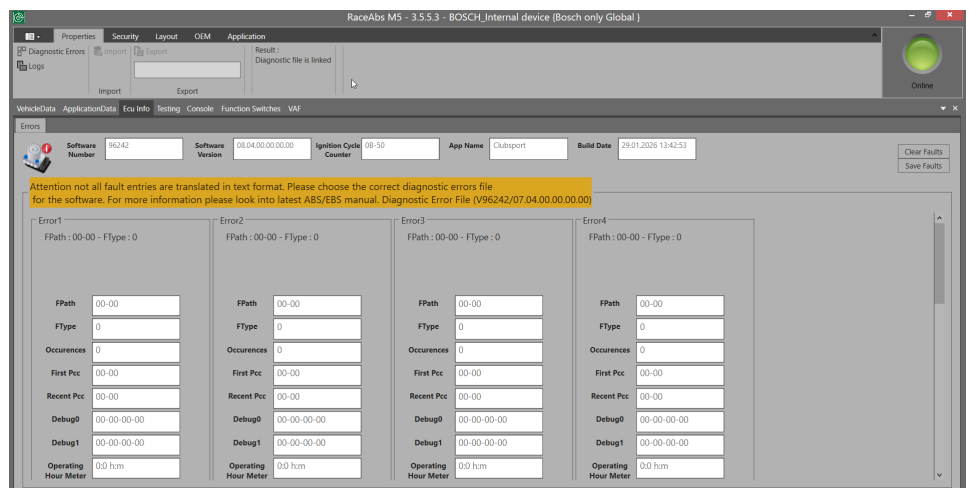 RaceAbs M5 - 3.5.5.3 - BOSCH_Internal device (Bosch only Global )
Properties Security Layout OEM Application
Diagnostic Errors Import Export Result :
Logs Diagnostic file is linked
Import Export Online
VehicleData ApplicationData Ecu Info Testing Console Function Switches VAF
Errors
Software Number 96242 Software Version 08.04.00.00.00.00 Ignition Cycle Counter 0B-50 App Name Clubsport Build Date 29.01.2026 13:42:53
Clear Faults
Save Faults
Attention not all fault entries are translated in text format. Please choose the correct diagnostic errors file
for the software. For more information please look into latest ABS/EBS manual. Diagnostic Error File (V96242/07.04.00.00.00.00.00)
Error1 Error2 Error3 Error4
FPath : 00-00 - FType : 0 FPath : 00-00 - FType : 0 FPath : 00-00 - FType : 0 FPath : 00-00 - FType : 0
FPath 00-00 FPath 00-00 FPath 00-00 FPath 00-00
FType 0 FType 0 FType 0 FType 0
Occurences 0 Occurences 0 Occurences 0 Occurences 0
First Pcc 00-00 First Pcc 00-00 First Pcc 00-00 First Pcc 00-00
Recent Pcc 00-00 Recent Pcc 00-00 Recent Pcc 00-00 Recent Pcc 00-00
Debug0 00-00-00-00 Debug0 00-00-00-00 Debug0 00-00-00-00 Debug0 00-00-00-00
Debug1 00-00-00-00 Debug1 00-00-00-00 Debug1 00-00-00-00 Debug1 00-00-00-00
Operating Hour Meter 0:0 h:m Operating Hour Meter 0:0 h:m Operating Hour Meter 0:0 h:m Operating Hour Meter 0:0 h:m